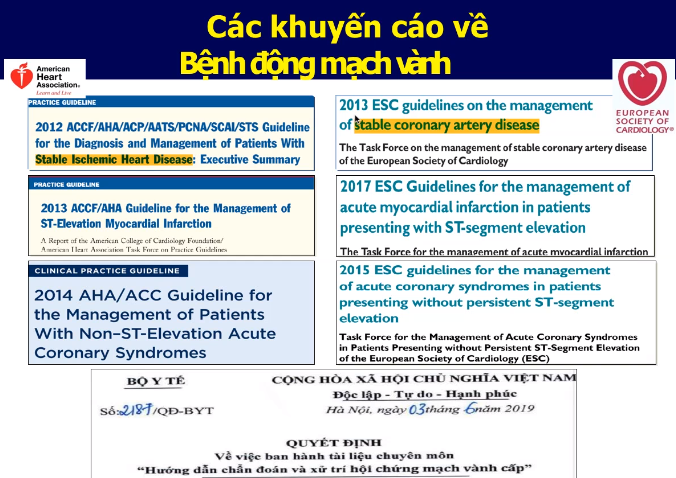 Các khuyến cáo về
Bệnh động mạch vành
American
Heart
Association®
Learn and Live
PRACTICE GUIDELINE
2012 ACCF/AHA/ACP/AATS/PCNA/SCAI/STS Guideline
for the Diagnosis and Management of Patients With
Stable Ischemic Heart Disease: Executive Summary
PRACTICE GUIDELINE
2013 ACCF/AHA Guideline for the Management of
ST-Elevation Myocardial Infarction
A Report of the American College of Cardiology Foundation/
American Heart Association Task Force on Practice Guidelines
CLINICAL PRACTICE GUIDELINE
2014 AHA/ACC Guideline for
the Management of Patients
With Non–ST-Elevation Acute
Coronary Syndromes
EUROPEAN
SOCIETY OF
CARDIOLOGY®
2013 ESC guidelines on the management
of stable coronary artery disease
The Task Force on the management of stable coronary artery disease
of the European Society of Cardiology
2017 ESC Guidelines for the management of
acute myocardial infarction in patients
presenting with ST-segment elevation
The Task Force for the management of acute myocardial infarction
2015 ESC guidelines for the management
of acute coronary syndromes in patients
presenting without persistent ST-segment
elevation
Task Force for the Management of Acute Coronary Syndromes
in Patients Presenting without Persistent ST-Segment Elevation
of the European Society of Cardiology (ESC)
BỘ Y TẾ
CỘNG HÒA XÃ HỘI CHỦ NGHĨA VIỆT NAM
Độc lập - Tự do - Hạnh phúc
Số:2187/QĐ-BYT
Hà Nội, ngày 03 tháng 6 năm 2019
QUYẾT ĐỊNH
Về việc ban hành tài liệu chuyên môn
“Hướng dẫn chẩn đoán và xử trí hội chứng mạch vành cấp”